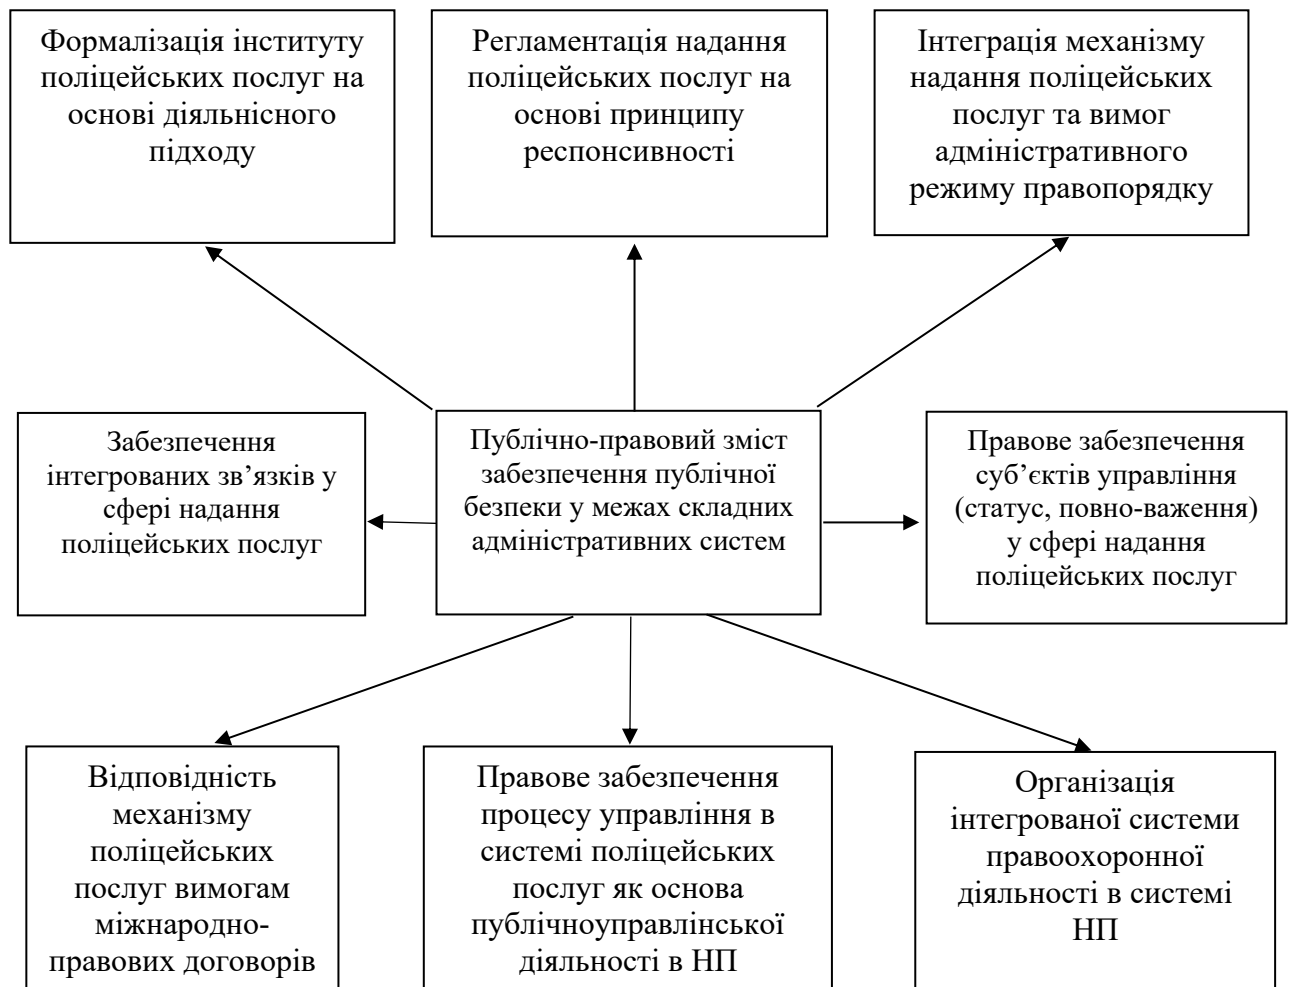 Формалізація інституту
поліцейських послуг на
основі діяльнісного
підходу
Регламентація надання
поліцейських послуг на
основі принципу
респонсивності
Інтеграція механізму
надання поліцейських
послуг та вимог
адміністративного
режиму правопорядку
Забезпечення
інтегрованих зв’язків у
сфері надання
поліцейських послуг
Публічно-правовий зміст
забезпечення публічної
безпеки у межах складних
адміністративних систем
Правове забезпечення
суб’єктів управління
(статус, повно-важення)
у сфері надання
поліцейських послуг
Відповідність
механізму
поліцейських
послуг вимогам
міжнародно-
правових договорів
Правове забезпечення
процесу управління в
системі поліцейських
послуг як основа
публічноуправлінської
діяльності в НП
Організація
інтегрованої системи
правоохоронної
діяльності в системі
НП